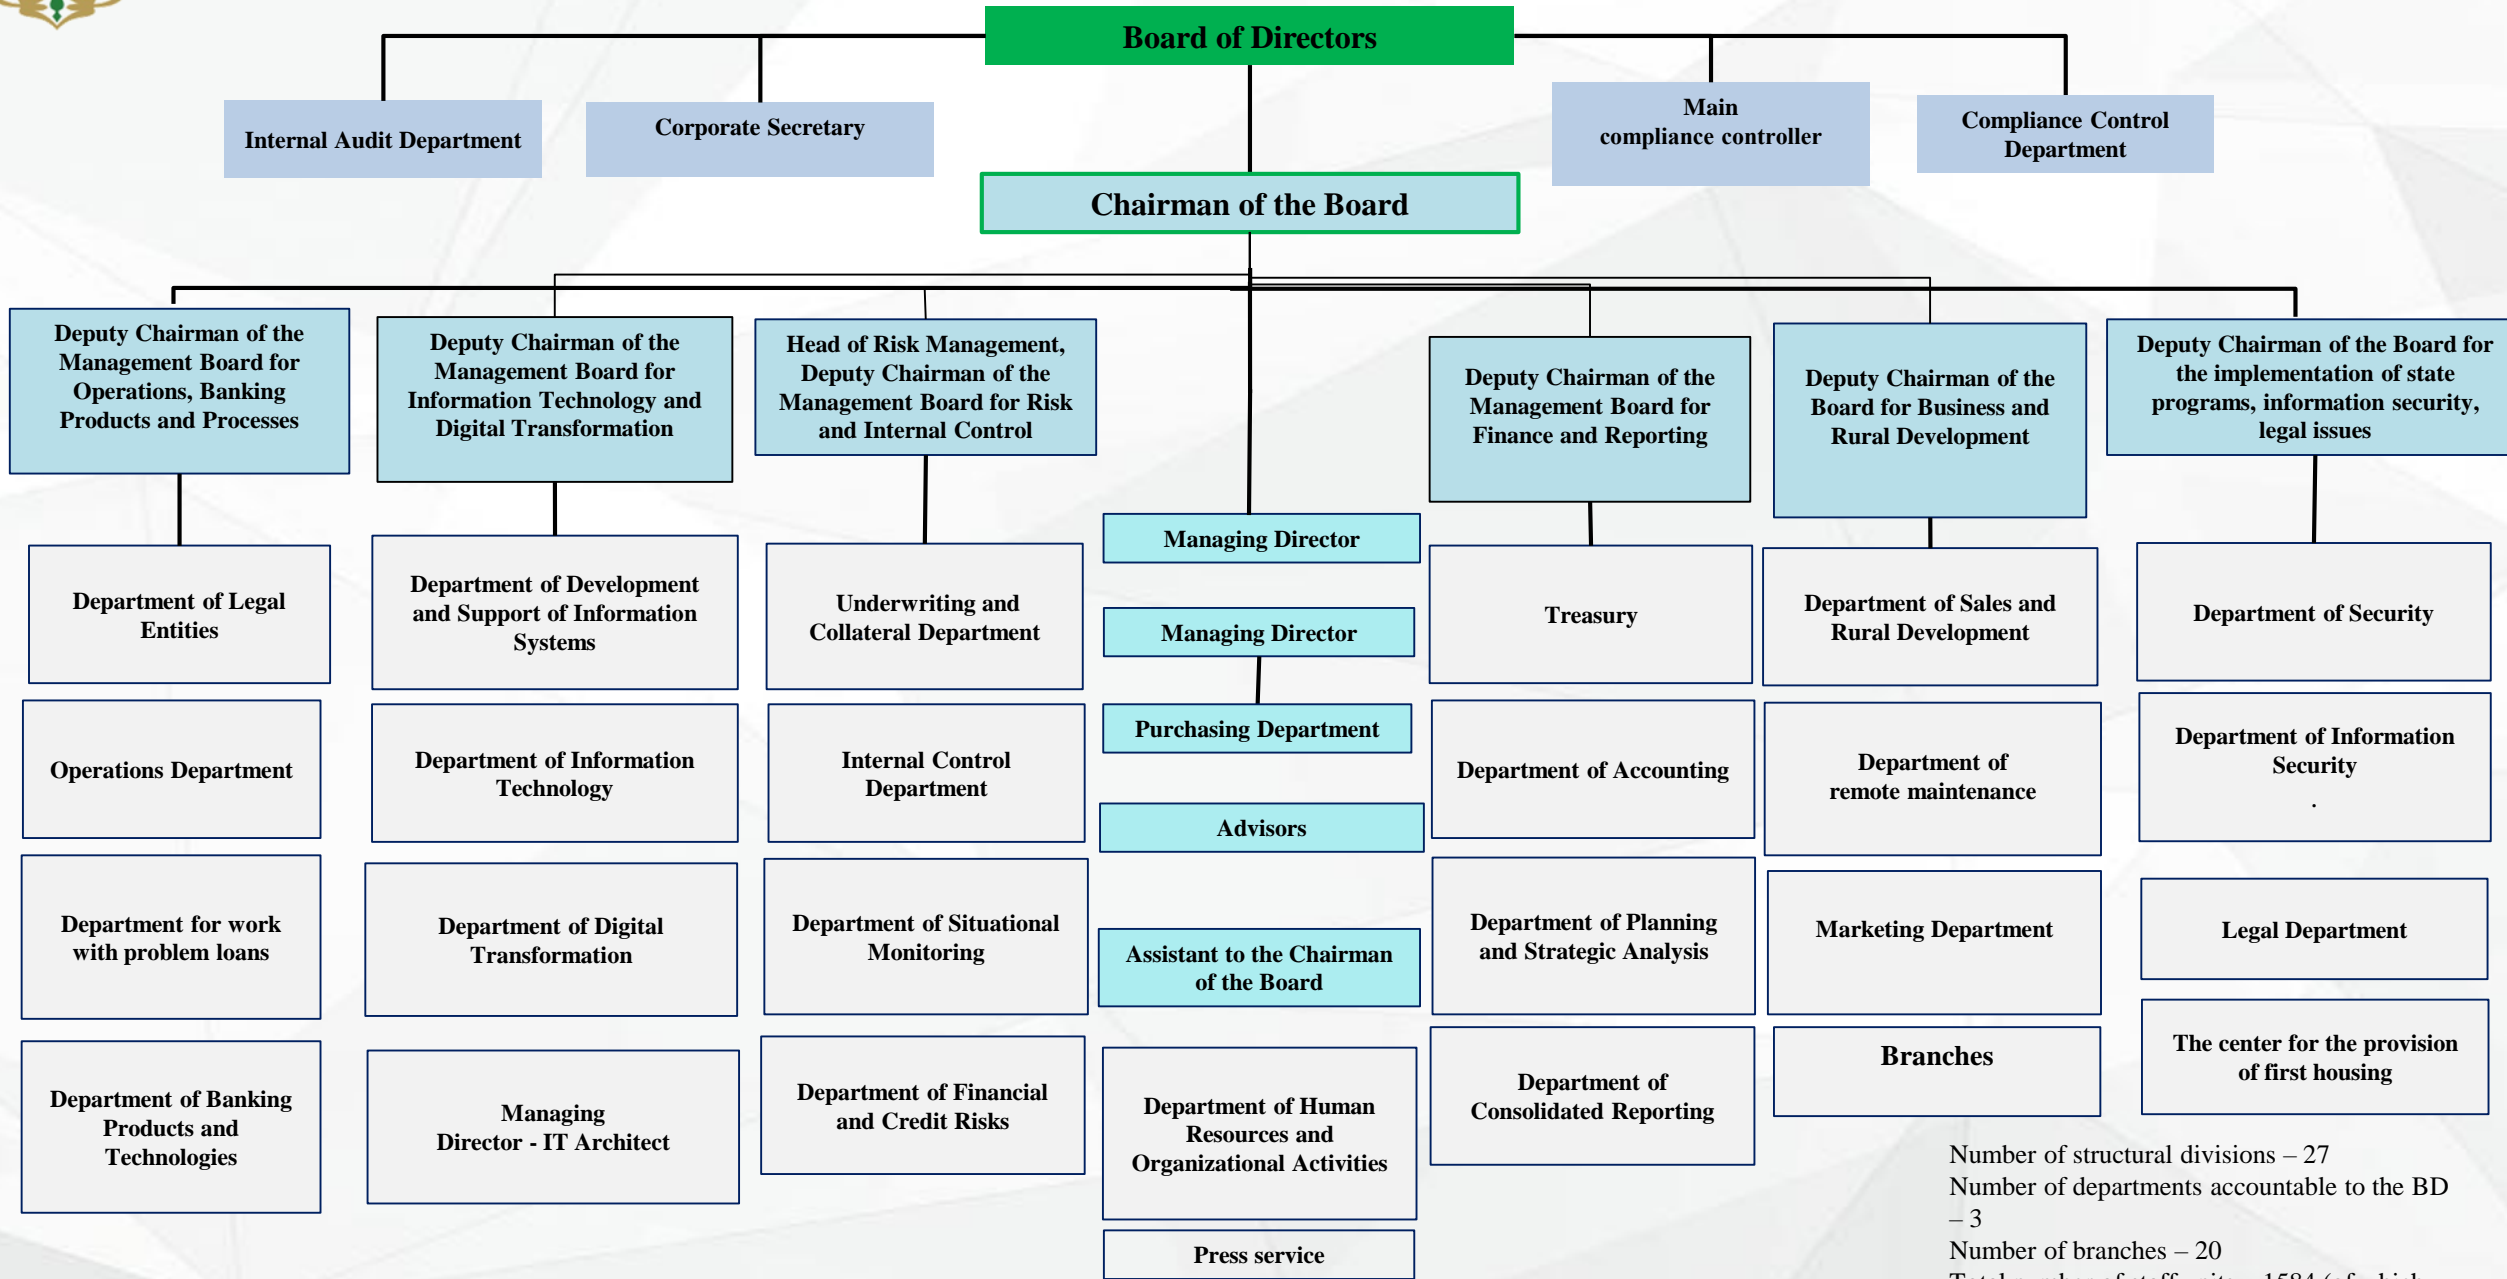 Board of Directors
Internal Audit Department
Corporate Secretary
Main
compliance controller
Compliance Control
Department
Chairman of the Board
Deputy Chairman of the
Management Board for
Operations, Banking
Products and Processes
Deputy Chairman of the
Management Board for
Information Technology and
Digital Transformation
Head of Risk Management,
Deputy Chairman of the
Management Board for Risk
and Internal Control
Deputy Chairman of the
Management Board for
Finance and Reporting
Deputy Chairman of the
Board for Business and
Rural Development
Deputy Chairman of the Board for
the implementation of state
programs, information security,
legal issues
Department of Legal
Entities
Operations Department
Department for work
with problem loans
Department of Banking
Products and
Technologies
Department of Development
and Support of Information
Systems
Department of Information
Technology
Department of Digital
Transformation
Managing
Director - IT Architect
Underwriting and
Collateral Department
Internal Control
Department
Department of Situational
Monitoring
Department of Financial
and Credit Risks
Managing Director
Managing Director
Purchasing Department
Advisors
Assistant to the Chairman
of the Board
Department of Human
Resources and
Organizational Activities
Press service
Treasury
Department of Accounting
Department of Planning
and Strategic Analysis
Department of
Consolidated Reporting
Department of Sales and
Rural Development
Department of
remote maintenance
Marketing Department
Branches
Department of Security
Department of Information
Security
.
Legal Department
The center for the provision
of first housing
Number of structural divisions – 27
Number of departments accountable to the BD
– 3
Number of branches – 20
Total number of staff units – 1584 (of which